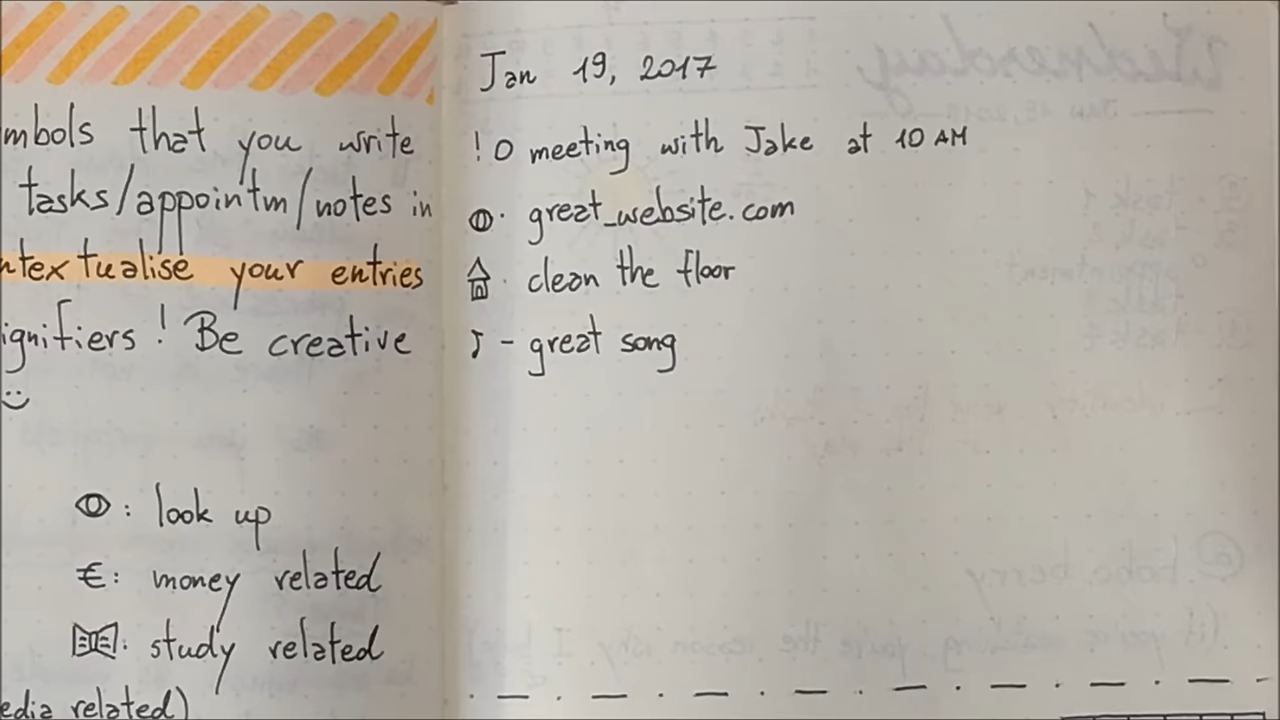 mbols that you write
tasks/appointm/notes in
ntextualise your entries
ignifiers! Be creative
:)
👁: look up
€: money related
📖: study related
edia related)
Jan 19, 2017
! O meeting with Jake at 10 AM
👁· great_website.com
🏠· clean the floor
♪ - great song